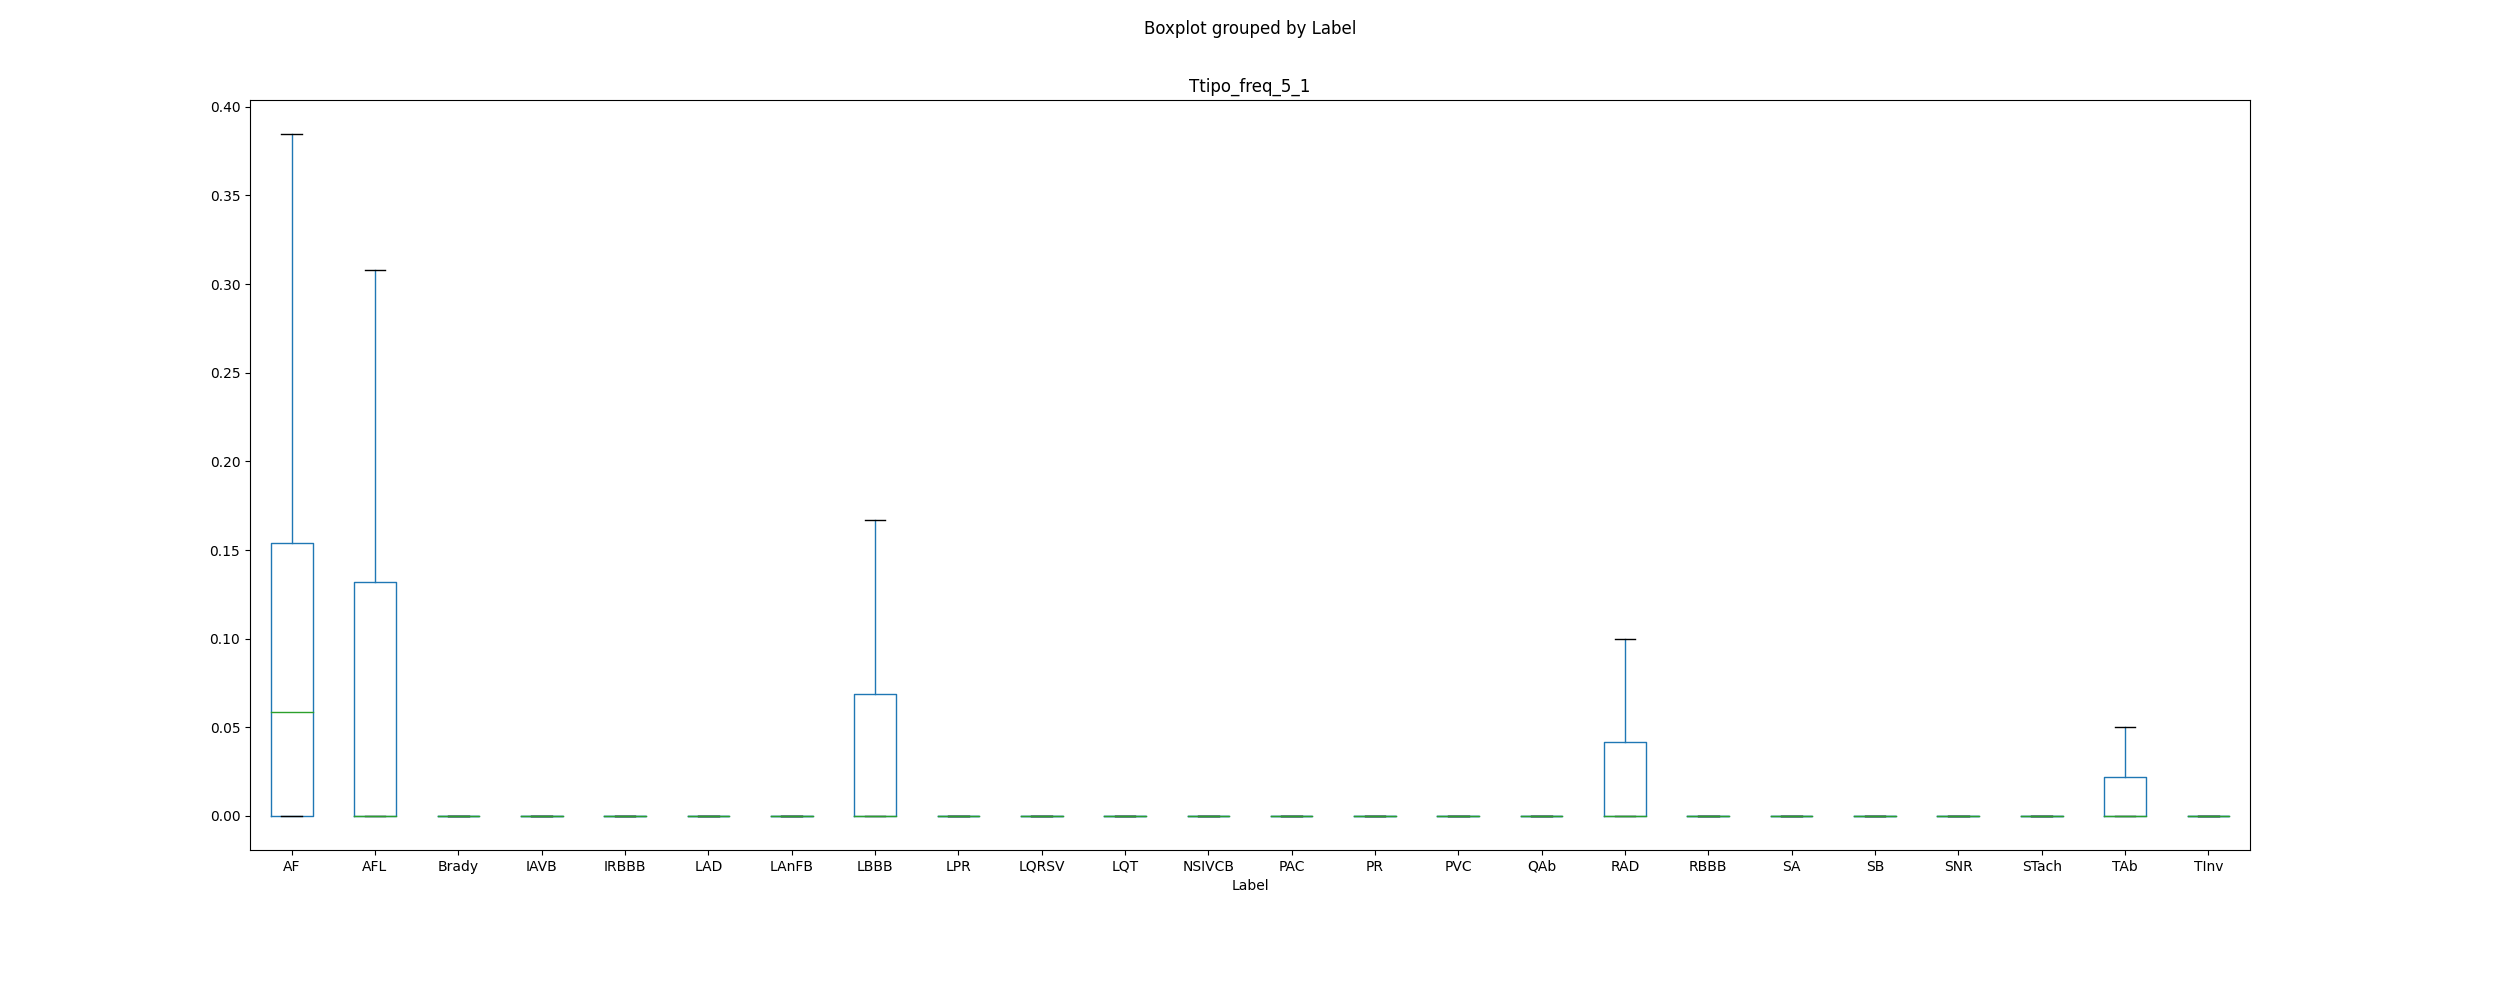 Boxplot grouped by Label
Ttipo_freq_5_1
0.40
0.35
0.30
0.25
0.20
0.15
0.10
0.05
0.00
AF AFL Brady IAVB IRBBB LAD LAnFB LBBB LPR LQRSV LQT NSIVCB PAC PR PVC QAb RAD RBBB SA SB SNR STach TAb TInv
Label